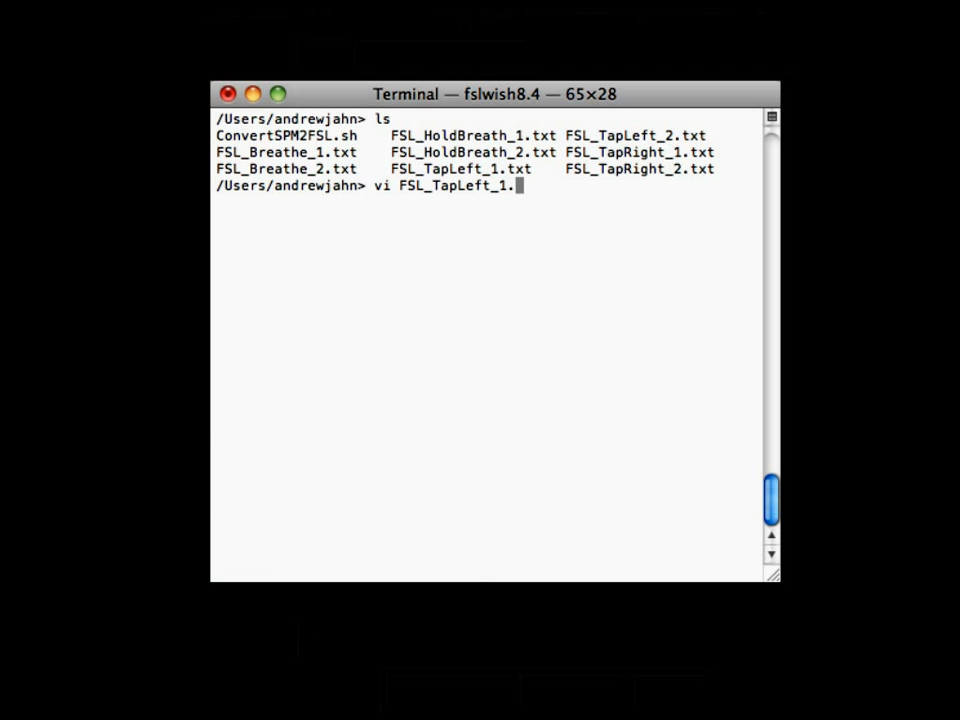 Terminal — fslwish8.4 — 65×28
/Users/andrewjahn> ls
ConvertSPM2FSL.sh FSL_HoldBreath_1.txt FSL_TapLeft_2.txt
FSL_Breathe_1.txt FSL_HoldBreath_2.txt FSL_TapRight_1.txt
FSL_Breathe_2.txt FSL_TapLeft_1.txt FSL_TapRight_2.txt
/Users/andrewjahn> vi FSL_TapLeft_1.